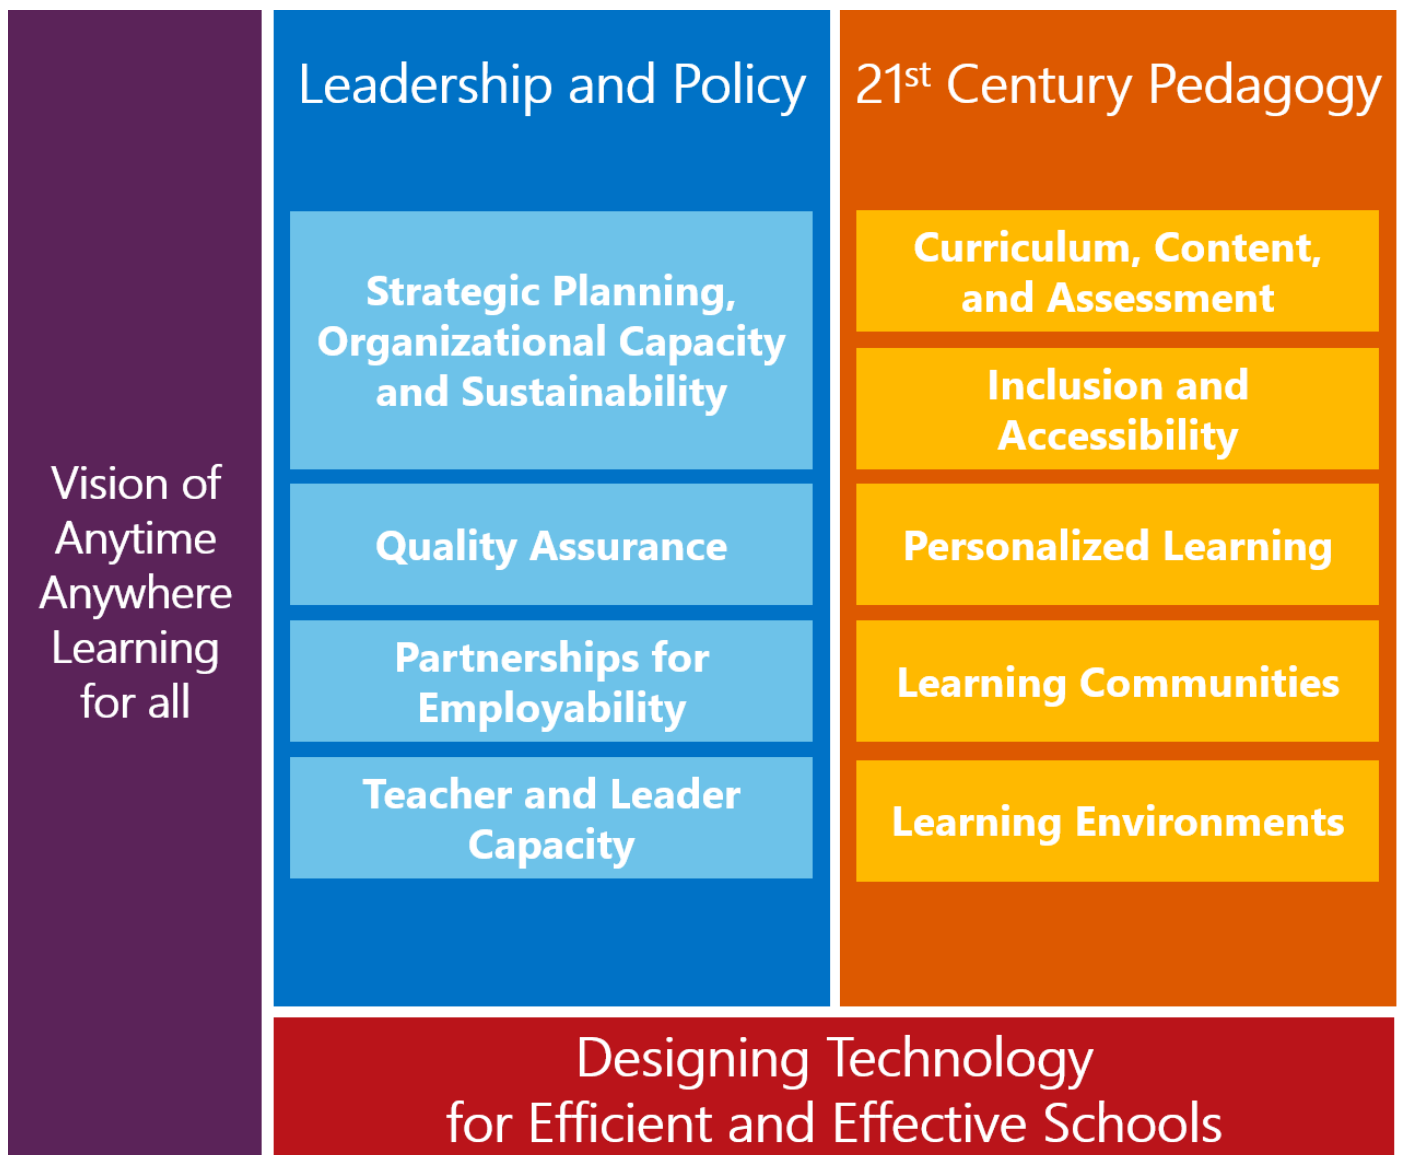 Vision of
Anytime
Anywhere
Learning
for all
Leadership and Policy
Strategic Planning,
Organizational Capacity
and Sustainability
Quality Assurance
Partnerships for
Employability
Teacher and Leader
Capacity
21st Century Pedagogy
Curriculum, Content,
and Assessment
Inclusion and
Accessibility
Personalized Learning
Learning Communities
Learning Environments
Designing Technology
for Efficient and Effective Schools